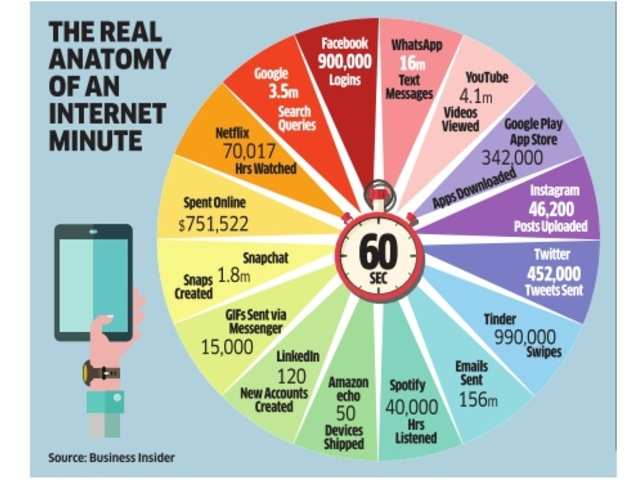 THE REAL
ANATOMY
OF AN
INTERNET
MINUTE
Facebook
900,000
Logins
WhatsApp
16m
Text
Messages
YouTube
4.1m
Videos
Viewed
Google Play
App Store
342,000
Apps Downloaded
Instagram
46,200
Posts Uploaded
Twitter
452,000
Tweets Sent
Tinder
990,000
Swipes
Emails
Sent
156m
Spotify
40,000
Hrs
Listened
Amazon
echo
50
Devices
Shipped
LinkedIn
120
New Accounts
Created
GIFs Sent via
Messenger
15,000
Snapchat
Snaps 1.8m
Created
Spent Online
$751,522
Netflix
70,017
Hrs Watched
Google
3.5m
Search
Queries
60
SEC
Source: Business Insider